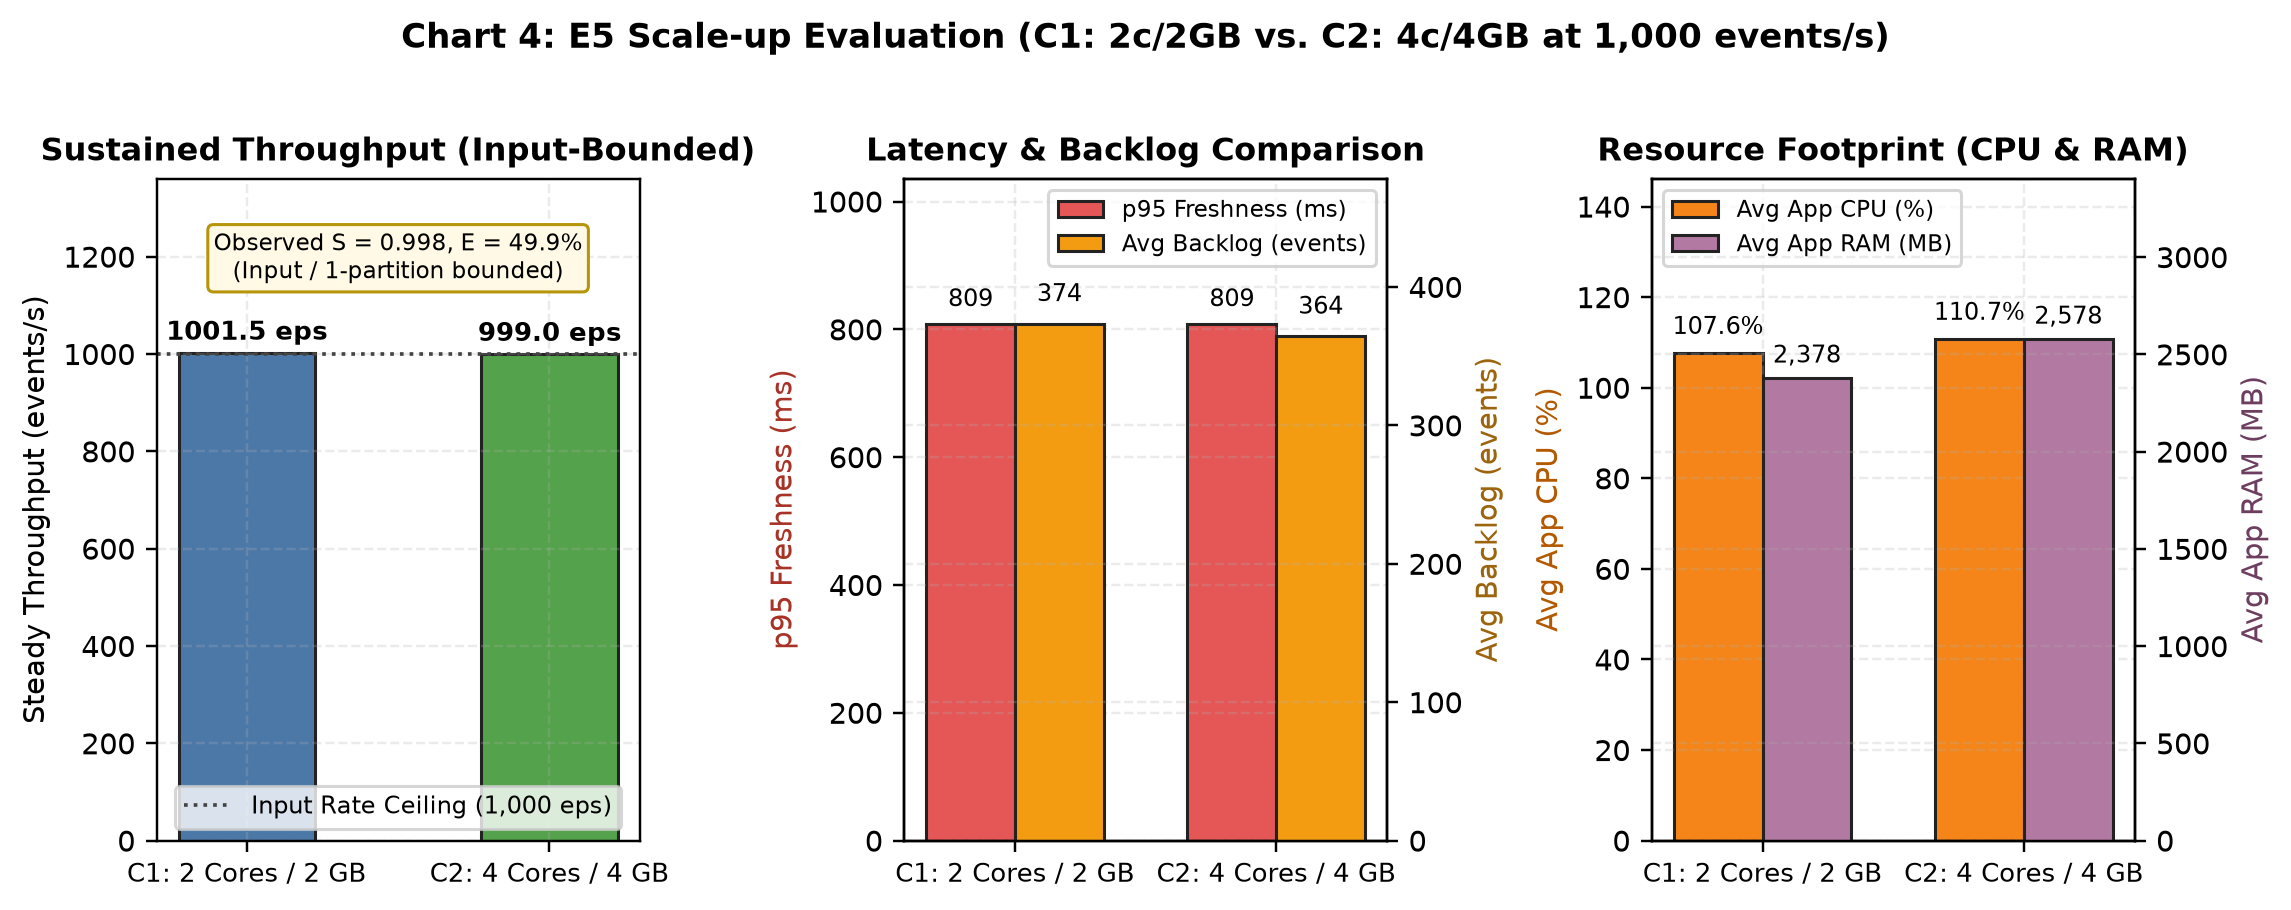 Chart 4: E5 Scale-up Evaluation (C1: 2c/2GB vs. C2: 4c/4GB at 1,000 events/s)
Sustained Throughput (Input-Bounded)
Steady Throughput (events/s)
1200
1000
800
600
400
200
0
Observed S = 0.998, E = 49.9%
(Input / 1-partition bounded)
1001.5 eps
999.0 eps
Input Rate Ceiling (1,000 eps)
C1: 2 Cores / 2 GB
C2: 4 Cores / 4 GB
Latency & Backlog Comparison
p95 Freshness (ms)
1000
800
600
400
200
0
p95 Freshness (ms)
Avg Backlog (events)
809
374
809
364
400
300
200
100
0
Avg Backlog (events)
C1: 2 Cores / 2 GB
C2: 4 Cores / 4 GB
Resource Footprint (CPU & RAM)
Avg App CPU (%)
140
120
100
80
60
40
20
0
Avg App CPU (%)
Avg App RAM (MB)
107.6%
2,378
110.7%
2,578
3000
2500
2000
1500
1000
500
0
Avg App RAM (MB)
C1: 2 Cores / 2 GB
C2: 4 Cores / 4 GB